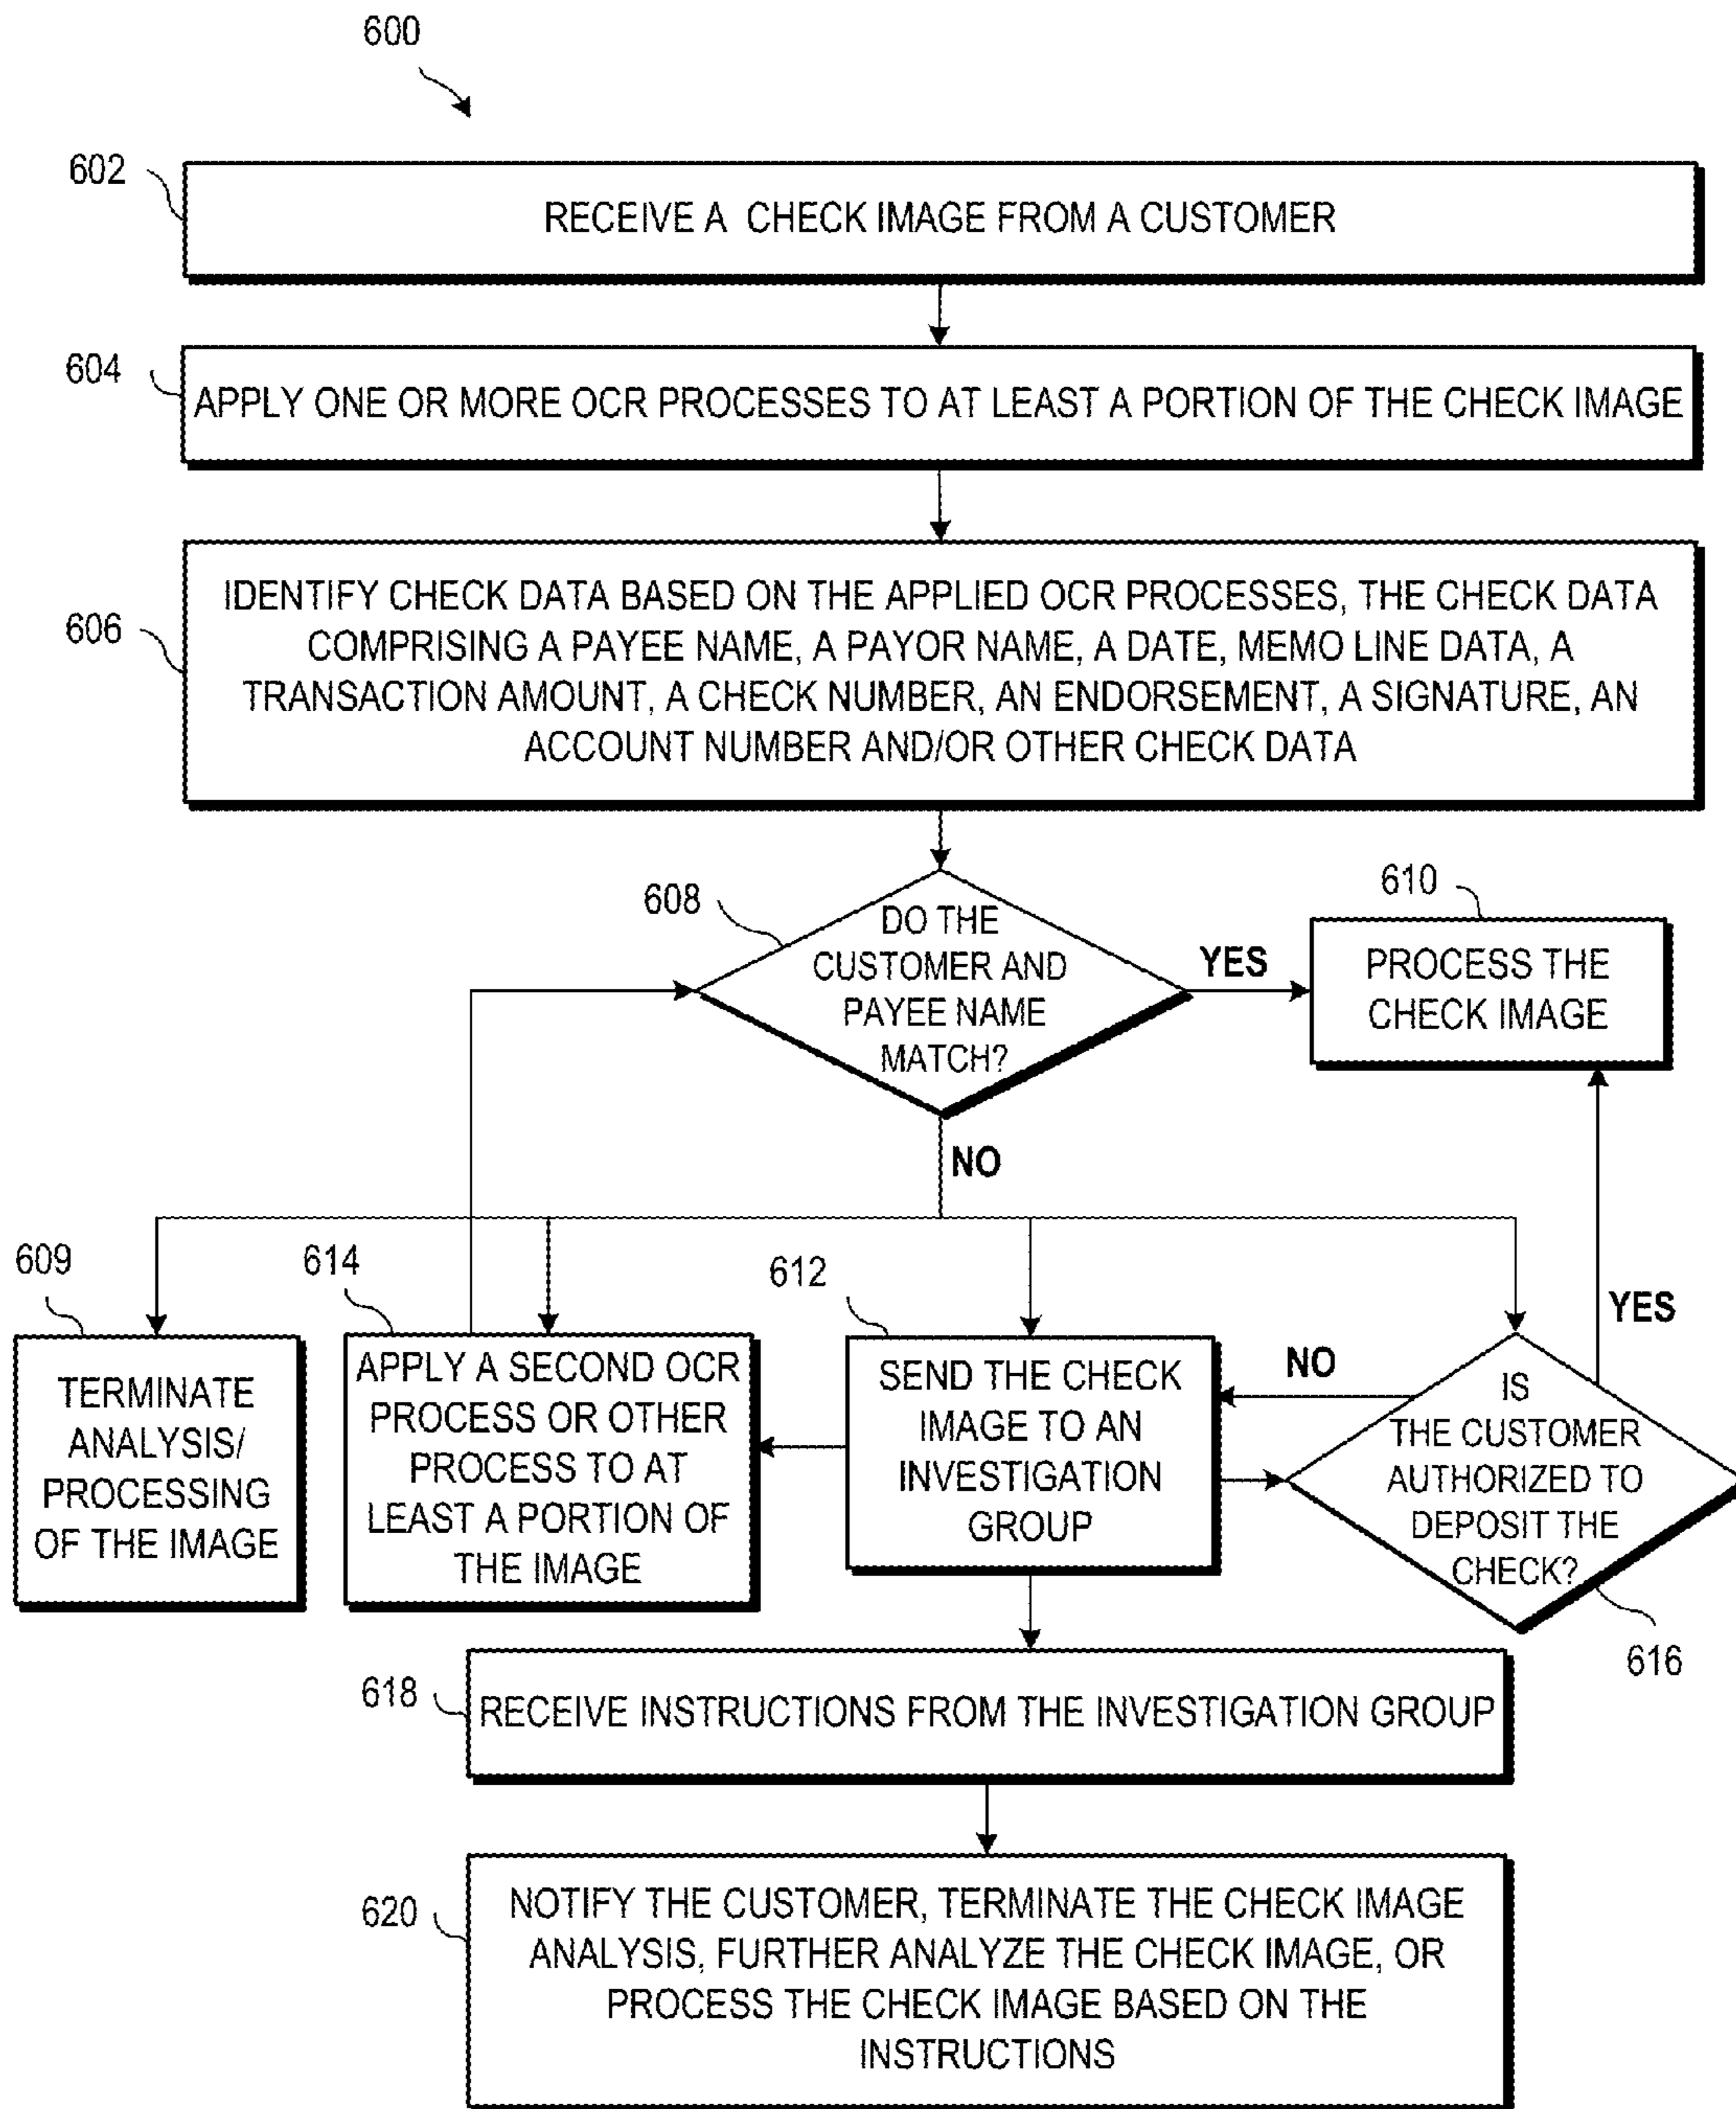 600
602
RECEIVE A CHECK IMAGE FROM A CUSTOMER
604
APPLY ONE OR MORE OCR PROCESSES TO AT LEAST A PORTION OF THE CHECK IMAGE
606
IDENTIFY CHECK DATA BASED ON THE APPLIED OCR PROCESSES, THE CHECK DATA
COMPRISING A PAYEE NAME, A PAYOR NAME, A DATE, MEMO LINE DATA, A
TRANSACTION AMOUNT, A CHECK NUMBER, AN ENDORSEMENT, A SIGNATURE, AN
ACCOUNT NUMBER AND/OR OTHER CHECK DATA
608
DO THE
CUSTOMER AND
PAYEE NAME
MATCH?
YES
610
PROCESS THE
CHECK IMAGE
NO
609
TERMINATE
ANALYSIS/
PROCESSING
OF THE IMAGE
614
APPLY A SECOND OCR
PROCESS OR OTHER
PROCESS TO AT
LEAST A PORTION OF
THE IMAGE
612
SEND THE CHECK
IMAGE TO AN
INVESTIGATION
GROUP
NO
YES
IS
THE CUSTOMER
AUTHORIZED TO
DEPOSIT THE
CHECK?
616
618
RECEIVE INSTRUCTIONS FROM THE INVESTIGATION GROUP
620
NOTIFY THE CUSTOMER, TERMINATE THE CHECK IMAGE
ANALYSIS, FURTHER ANALYZE THE CHECK IMAGE, OR
PROCESS THE CHECK IMAGE BASED ON THE
INSTRUCTIONS